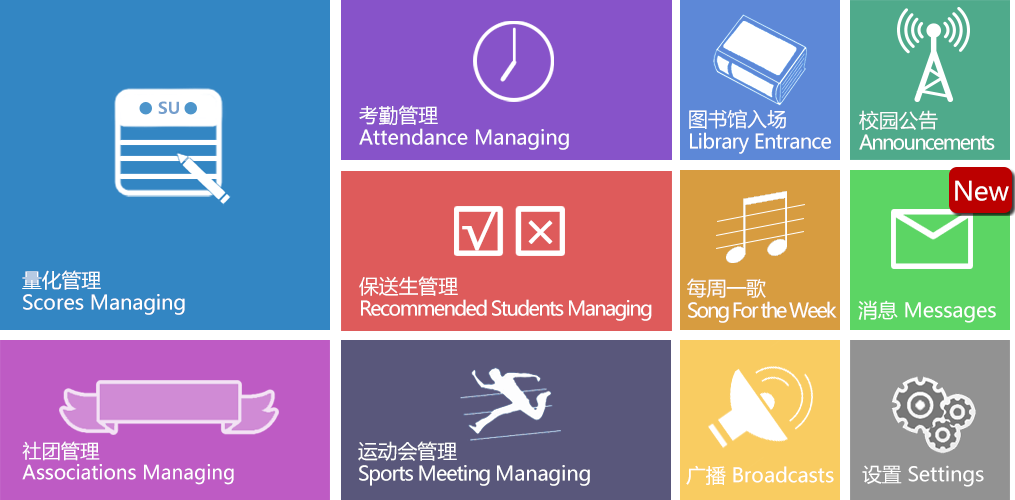 SU
量化管理
Scores Managing
考勤管理
Attendance Managing
图书馆入场
Library Entrance
校园公告
Announcements
保送生管理
Recommended Students Managing
每周一歌
Song For the Week
New
消息 Messages
社团管理
Associations Managing
运动会管理
Sports Meeting Managing
广播 Broadcasts
设置 Settings